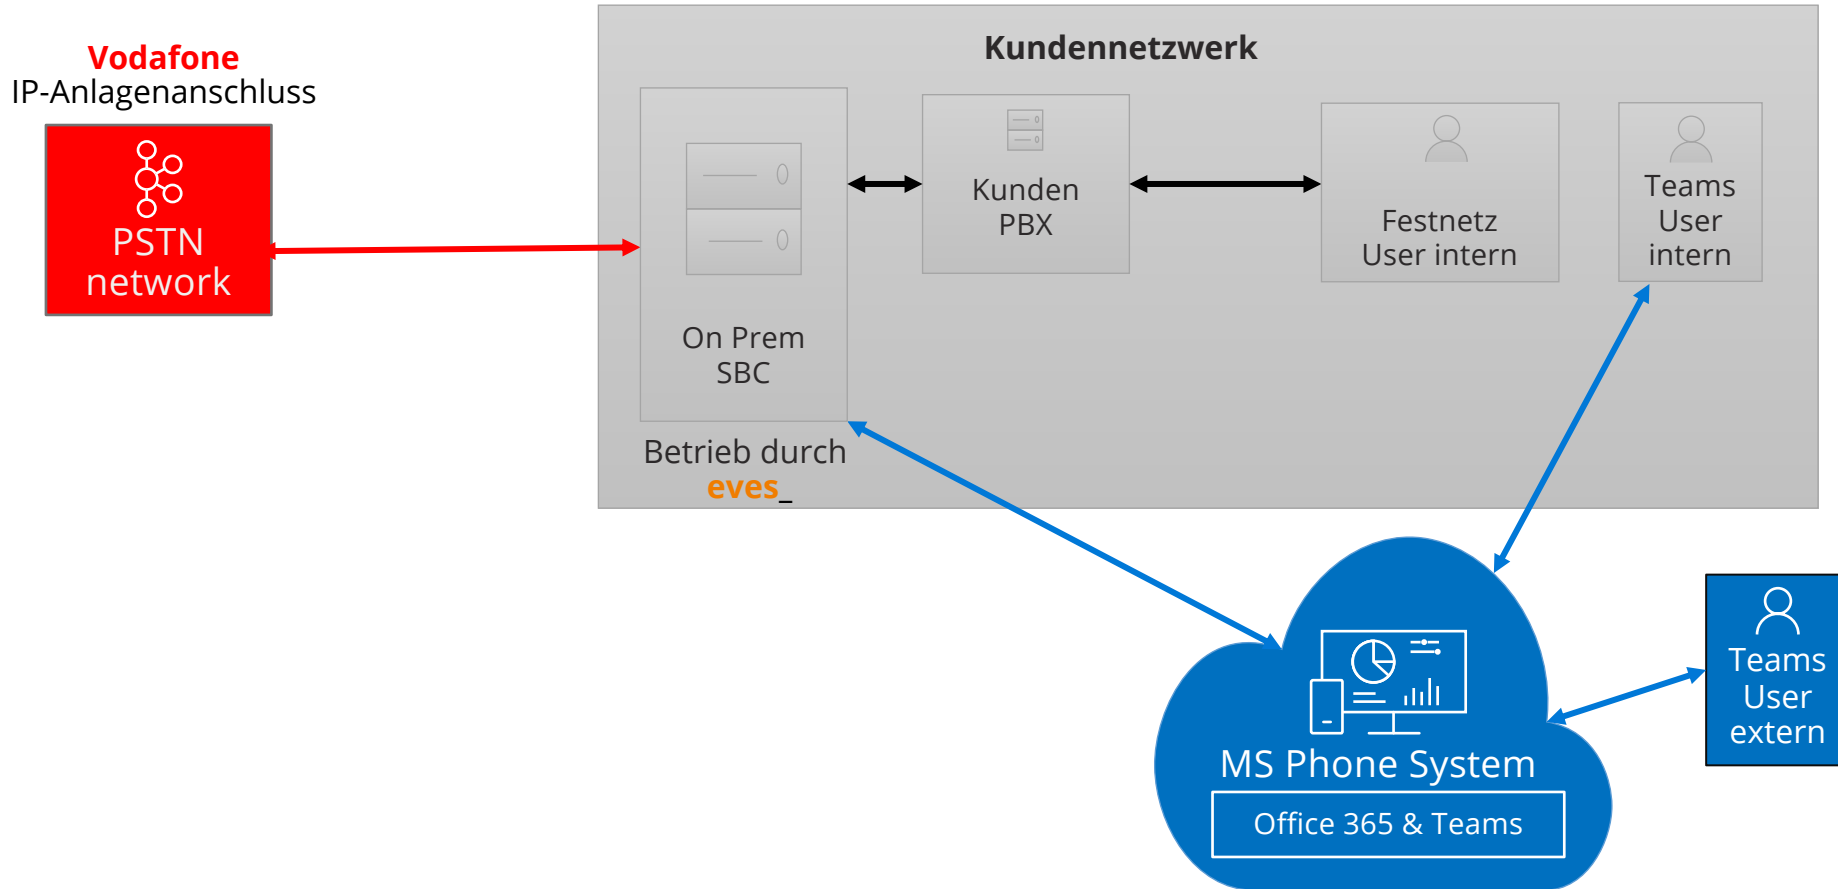 Vodafone
IP-Anlagenanschluss
PSTN
network
Kundennetzwerk
On Prem
SBC
Betrieb durch
eves_
Kunden
PBX
Festnetz
User intern
Teams
User
intern
MS Phone System
Office 365 & Teams
Teams
User
extern